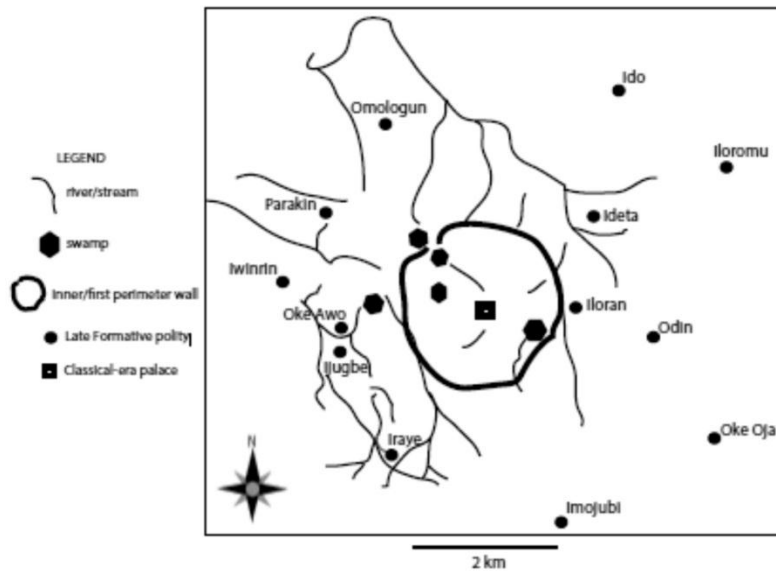 Ido
Omologun
Iloromu
LEGEND
river/stream
Parakin
Ideta
swamp
Iwinrin
Inner/first perimeter wall
Iloran
Oke Awo
Odin
Late Formative polity
Ijugbe
Classical-era palace
Oke Oja
Iraye
N
Imojubi
2 km